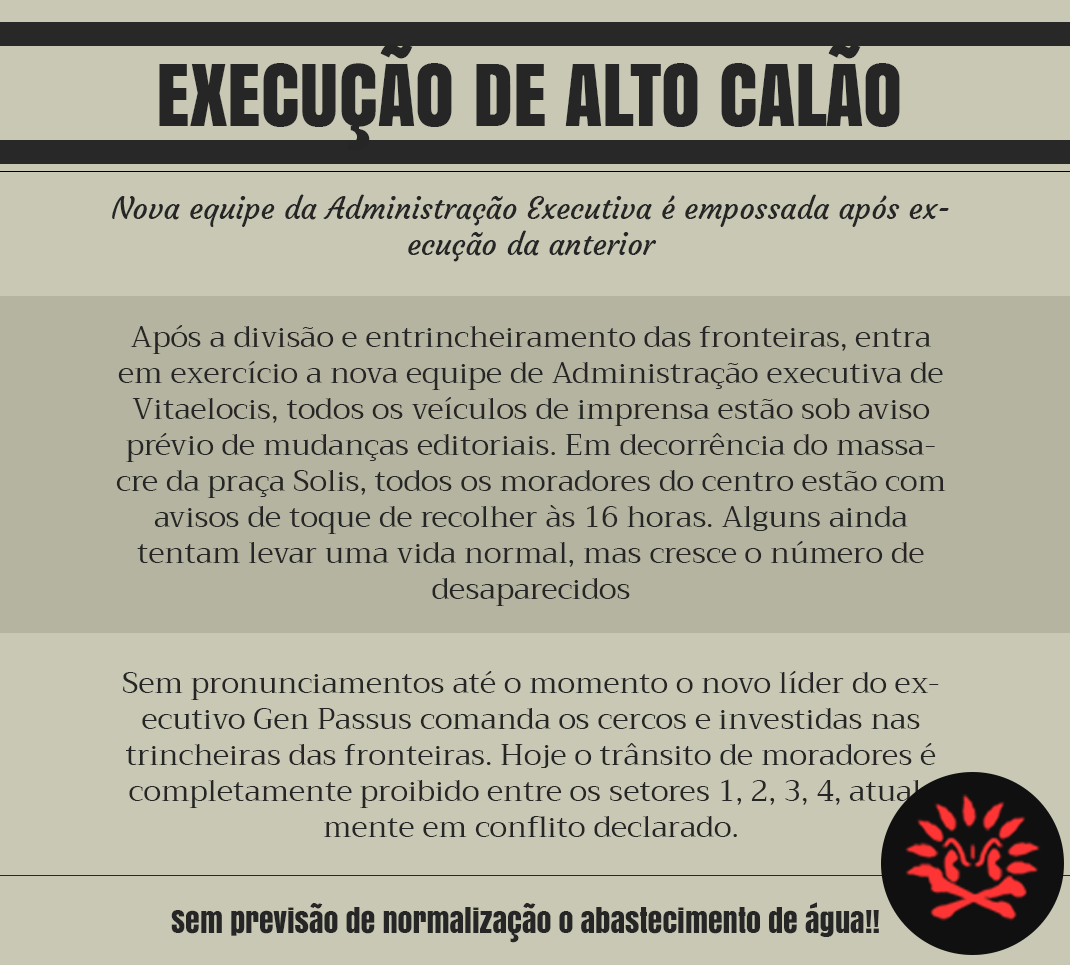 EXECUÇÃO DE ALTO CALÃO
Nova equipe da Administração Executiva é empossada após ex-
ecução da anterior
Após a divisão e entrincheiramento das fronteiras, entra
em exercício a nova equipe de Administração executiva de
Vitaelocis, todos os veículos de imprensa estão sob aviso
prévio de mudanças editoriais. Em decorrência do massa-
cre da praça Solis, todos os moradores do centro estão com
avisos de toque de recolher às 16 horas. Alguns ainda
tentam levar uma vida normal, mas cresce o número de
desaparecidos
Sem pronunciamentos até o momento o novo líder do ex-
ecutivo Gen Passus comanda os cercos e investidas nas
trincheiras das fronteiras. Hoje o trânsito de moradores é
completamente proibido entre os setores 1, 2, 3, 4, atual
mente em conflito declarado.
Sem previsão de normalização o abastecimento de água!!